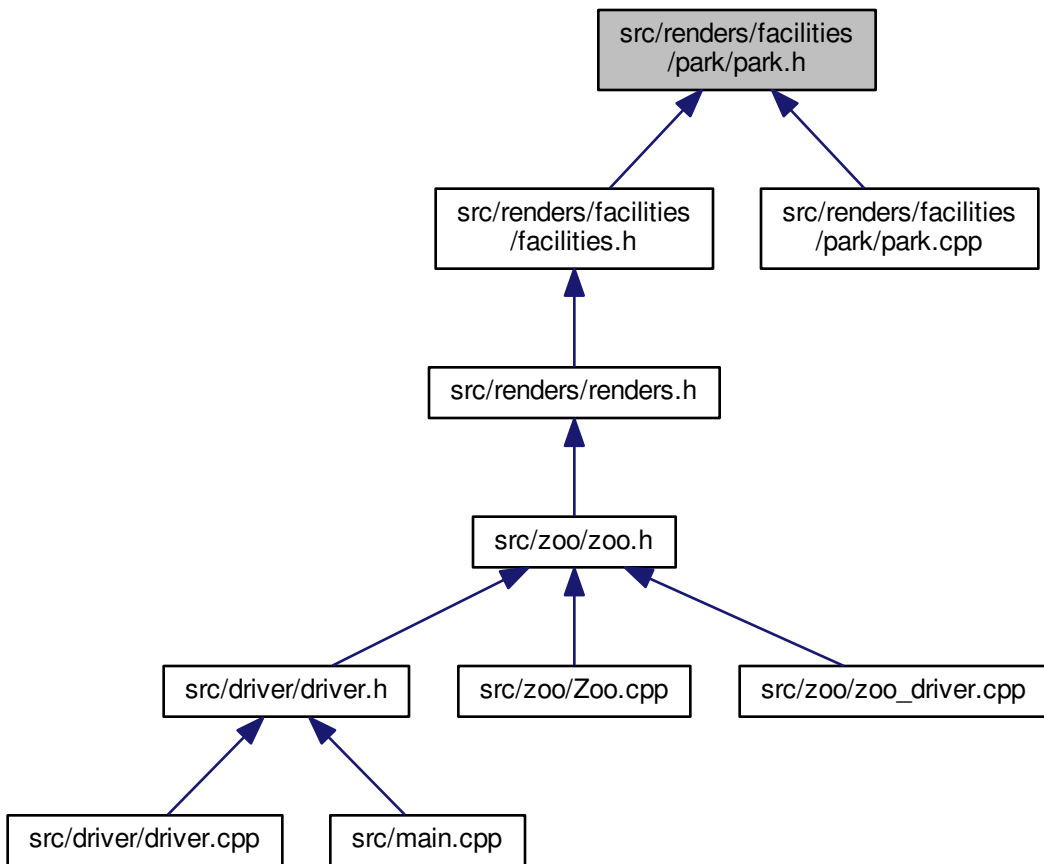 src/renders/facilities
/park/park.h
src/renders/facilities
/facilities.h
src/renders/facilities
/park/park.cpp
src/renders/renders.h
src/zoo/zoo.h
src/driver/driver.h
src/zoo/Zoo.cpp
src/zoo/zoo_driver.cpp
src/driver/driver.cpp
src/main.cpp